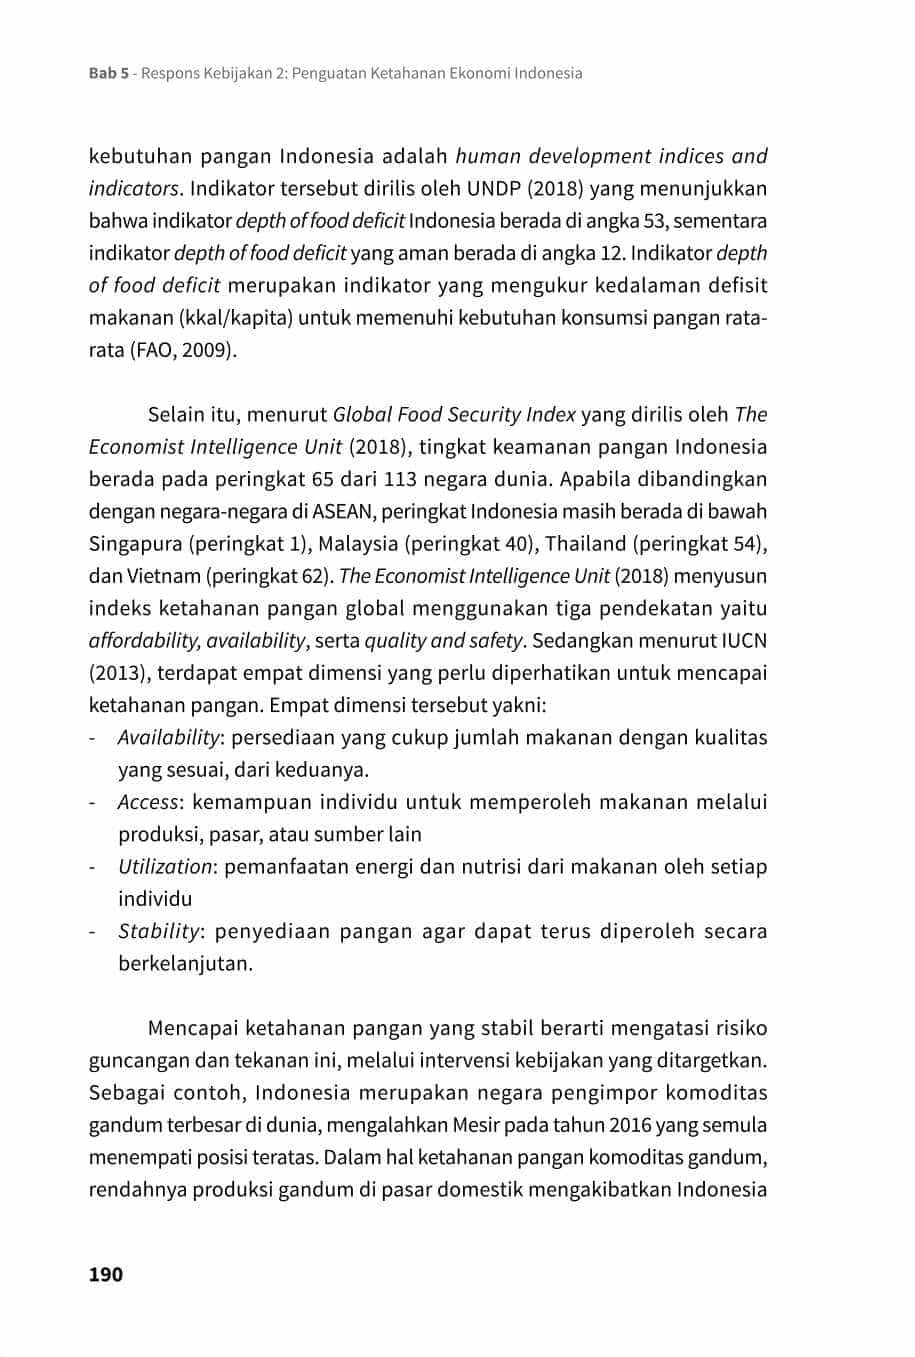 Bab 5 - Respons Kebijakan 2: Penguatan Ketahanan Ekonomi Indonesia
kebutuhan pangan Indonesia adalah human development indices and
indicators. Indikator tersebut dirilis oleh UNDP (2018) yang menunjukkan
bahwa indikator depth of food deficit Indonesia berada di angka 53, sementara
indikator depth of food deficit yang aman berada di angka 12. Indikator depth
of food deficit merupakan indikator yang mengukur kedalaman defisit
makanan (kkal/kapita) untuk memenuhi kebutuhan konsumsi pangan rata-
rata (FAO, 2009).
Selain itu, menurut Global Food Security Index yang dirilis oleh The
Economist Intelligence Unit (2018), tingkat keamanan pangan Indonesia
berada pada peringkat 65 dari 113 negara dunia. Apabila dibandingkan
dengan negara-negara di ASEAN, peringkat Indonesia masih berada di bawah
Singapura (peringkat 1), Malaysia (peringkat 40), Thailand (peringkat 54),
dan Vietnam (peringkat 62). The Economist Intelligence Unit (2018) menyusun
indeks ketahanan pangan global menggunakan tiga pendekatan yaitu
affordability, availability, serta quality and safety. Sedangkan menurut IUCN
(2013), terdapat empat dimensi yang perlu diperhatikan untuk mencapai
ketahanan pangan. Empat dimensi tersebut yakni:
- Availability: persediaan yang cukup jumlah makanan dengan kualitas
yang sesuai, dari keduanya.
- Access: kemampuan individu untuk memperoleh makanan melalui
produksi, pasar, atau sumber lain
- Utilization: pemanfaatan energi dan nutrisi dari makanan oleh setiap
individu
- Stability: penyediaan pangan agar dapat terus diperoleh secara
berkelanjutan.
Mencapai ketahanan pangan yang stabil berarti mengatasi risiko
guncangan dan tekanan ini, melalui intervensi kebijakan yang ditargetkan.
Sebagai contoh, Indonesia merupakan negara pengimpor komoditas
gandum terbesar di dunia, mengalahkan Mesir pada tahun 2016 yang semula
menempati posisi teratas. Dalam hal ketahanan pangan komoditas gandum,
rendahnya produksi gandum di pasar domestik mengakibatkan Indonesia
190